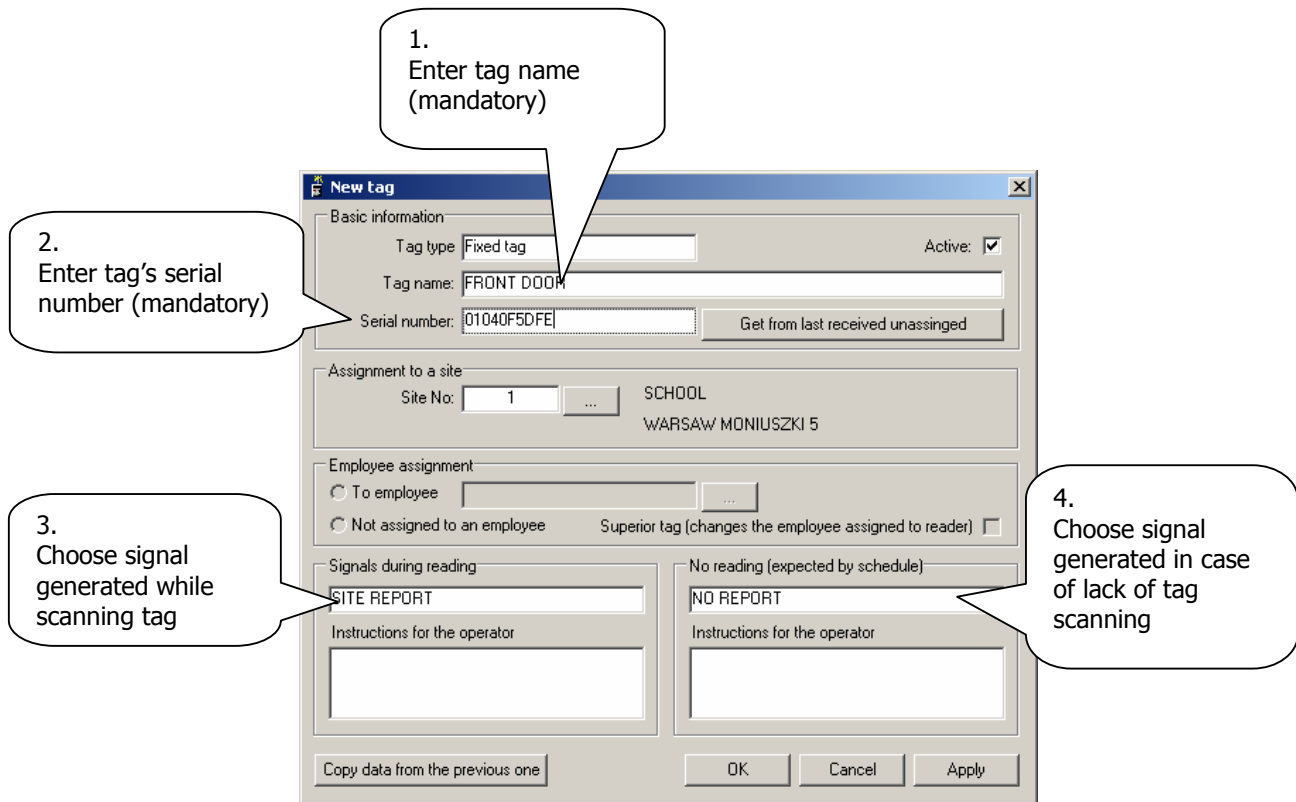 1.
Enter tag name
(mandatory)
New tag
Basic information
Tag type Fixed tag Active:
2.
Enter tag’s serial
number (mandatory)
Tag name: FRONT DOOR
Serial number: 01040F5DFE Get from last received unassinged
Assignment to a site
Site No: 1 ... SCHOOL
WARSAW MONIUSZKI 5
Employee assignment
To employee ...
Not assigned to an employee Superior tag (changes the employee assigned to reader)
3.
Choose signal
generated while
scanning tag
4.
Choose signal
generated in case
of lack of tag
scanning
Signals during reading No reading (expected by schedule)
SITE REPORT NO REPORT
Instructions for the operator Instructions for the operator
Copy data from the previous one OK Cancel Apply